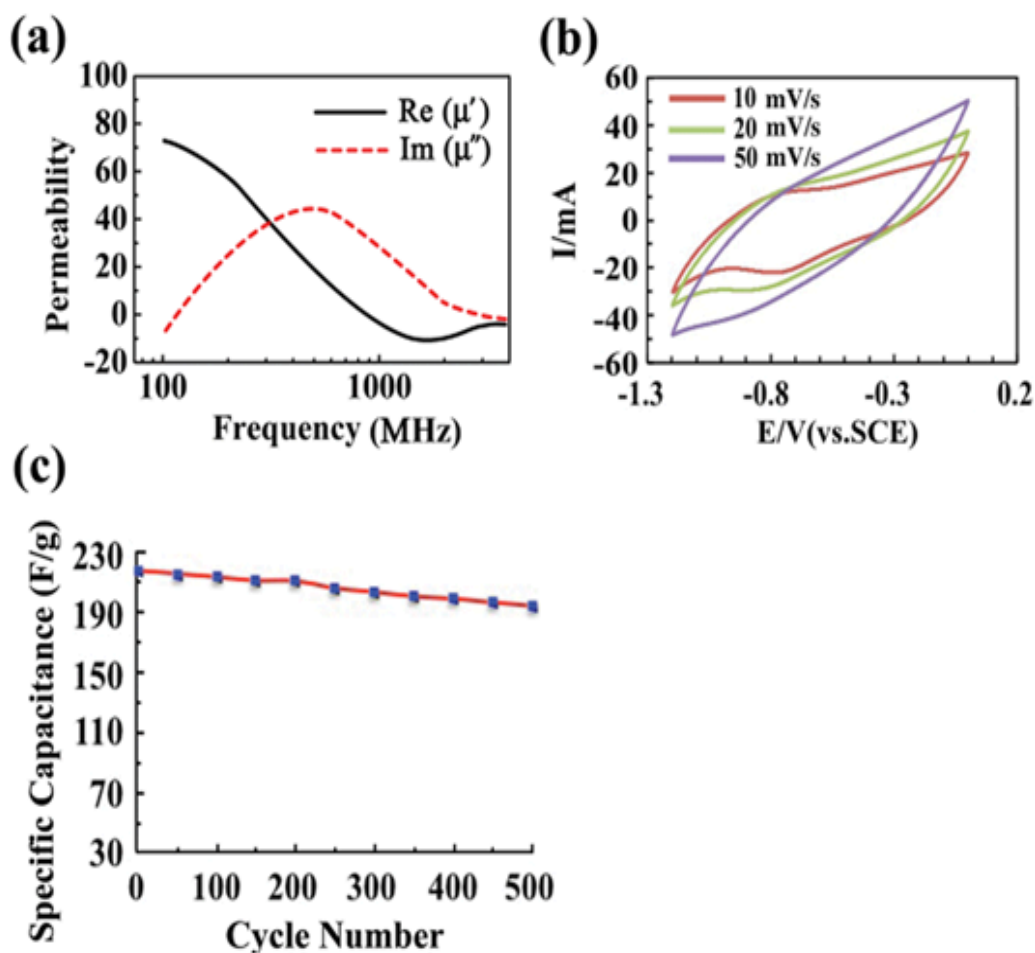 (a)
100
80
60
40
20
0
-20
Permeability
Re (μ')
Im (μ")
100 1000
Frequency (MHz)
(b)
60
40
20
0
-20
-40
-60
I/mA
10 mV/s
20 mV/s
50 mV/s
-1.3 -0.8 -0.3 0.2
E/V(vs.SCE)
(c)
230
190
150
110
70
30
Specific Capacitance (F/g)
0 100 200 300 400 500
Cycle Number